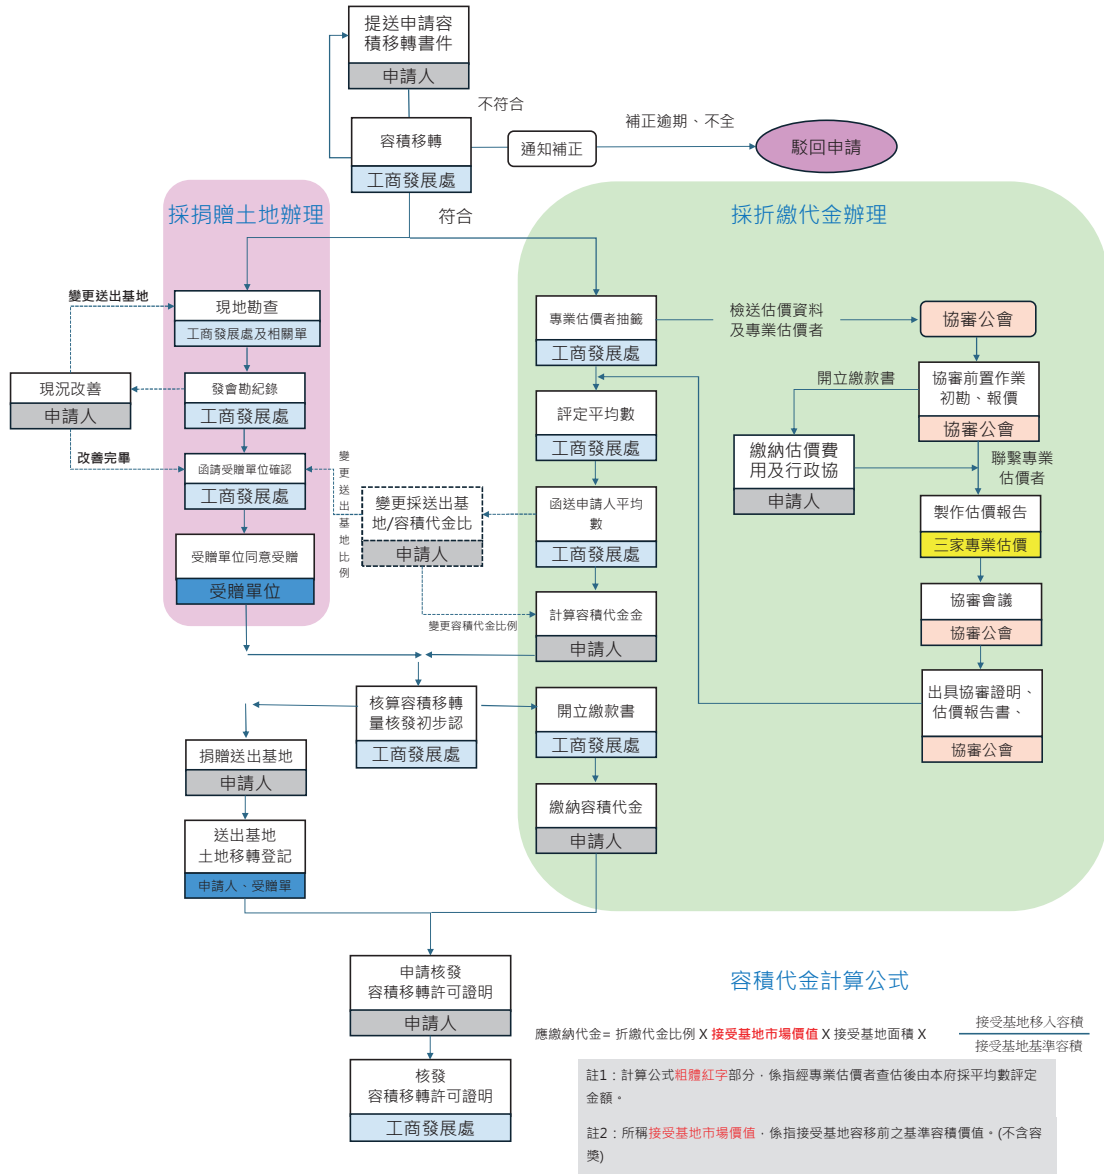 提送申請容
積移轉書件
申請人
不符合
容積移轉
工商發展處
通知補正
補正逾期、不全
駁回申請
符合
採捐贈土地辦理
變更送出基地
現地勘查
工商發展處及相關單
現況改善
申請人
發會勘紀錄
工商發展處
改善完畢
函請受贈單位確認
工商發展處
受贈單位同意受贈
受贈單位
變更送出基地比例
變更採送出基
地/容積代金比
申請人
變更容積代金比例
採折繳代金辦理
專業估價者抽籤
工商發展處
檢送估價資料
及專業估價者
協審公會
評定平均數
工商發展處
開立繳款書
協審前置作業
初勘、報價
協審公會
繳納估價費
用及行政協
申請人
聯繫專業
估價者
函送申請人平均
數
工商發展處
製作估價報告
三家專業估價
計算容積代金金
申請人
協審會議
協審公會
出具協審證明、
估價報告書、
協審公會
核算容積移轉
量核發初步認
工商發展處
開立繳款書
工商發展處
捐贈送出基地
申請人
繳納容積代金
申請人
送出基地
土地移轉登記
申請人、受贈單
申請核發
容積移轉許可證明
申請人
核發
容積移轉許可證明
工商發展處
容積代金計算公式
應繳納代金= 折繳代金比例 X 接受基地市場價值 X 接受基地面積 X
接受基地移入容積
接受基地基準容積
註1：計算公式粗體紅字部分，係指經專業估價者查估後由本府採平均數評定
金額。
註2：所稱接受基地市場價值，係指接受基地容移前之基準容積價值。(不含容
獎)